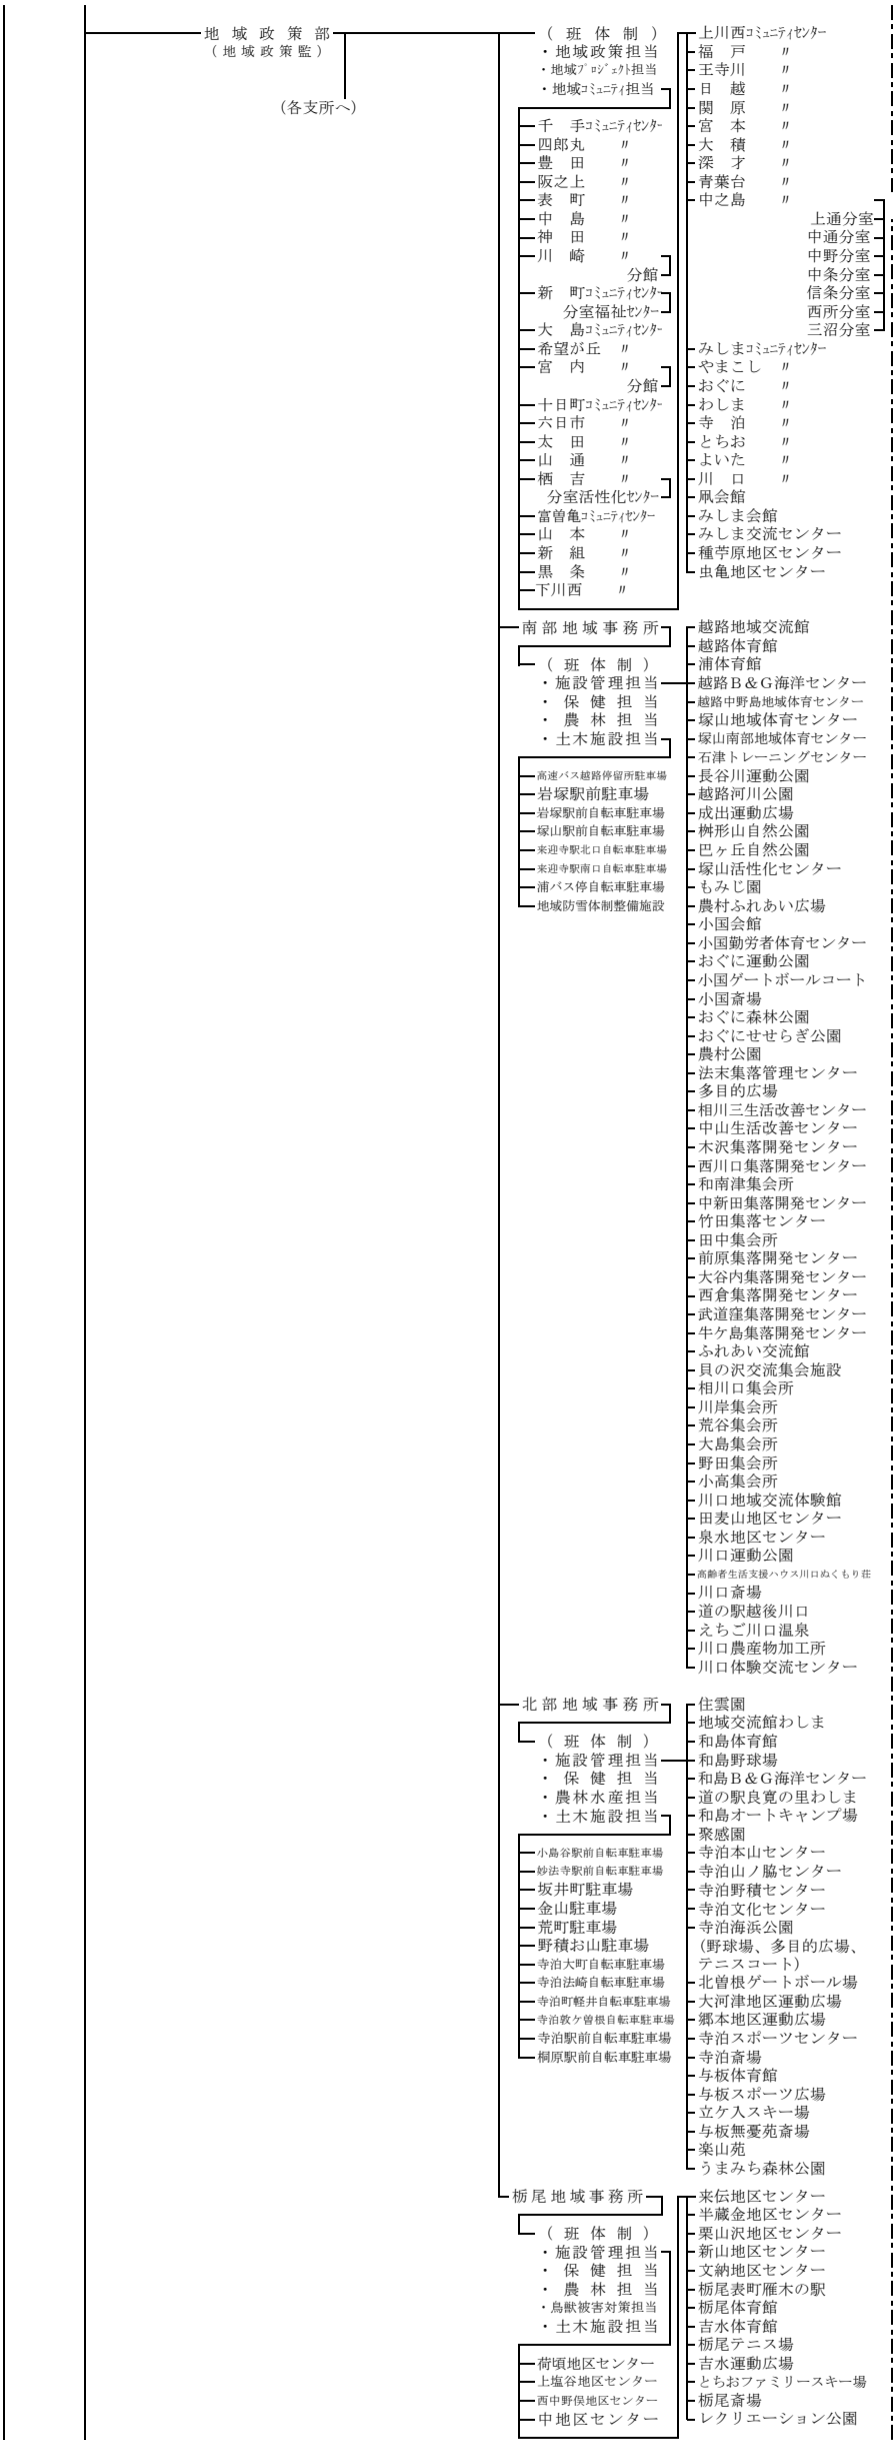 地域政策部
(地域政策監)
(各支所へ)
(班体制)
・地域政策担当
・地域プロジェクト担当
・地域コミュニティ担当
千 手コミュニティセンター
四郎丸 〃
豊 田 〃
阪之上 〃
表 町 〃
中 島 〃
神 田 〃
川 崎 〃
分館
新 町コミュニティセンター
分室福祉センター
大 島コミュニティセンター
希望が丘 〃
宮 内 〃
分館
十日町コミュニティセンター
六日市 〃
太 田 〃
山 通 〃
栖 吉 〃
分室活性化センター
富曽亀コミュニティセンター
山 本 〃
新 組 〃
黒 条 〃
下川西 〃
上川西コミュニティセンター
福 戸 〃
王寺川 〃
日 越 〃
関 原 〃
宮 本 〃
大 積 〃
深 才 〃
青葉台 〃
中之島 〃
上通分室
中通分室
中野分室
中条分室
信条分室
西所分室
三沼分室
みしまコミュニティセンター
やまこし 〃
おぐに 〃
わしま 〃
寺 泊 〃
とちお 〃
よいた 〃
川 口 〃
凧会館
みしま会館
みしま交流センター
種苧原地区センター
虫亀地区センター
南部地域事務所
(班体制)
・施設管理担当
・保健担当
・農林担当
・土木施設担当
高速バス越路停留所駐車場
岩塚駅前駐車場
岩塚駅前自転車駐車場
塚山駅前自転車駐車場
来迎寺駅北口自転車駐車場
来迎寺駅南口自転車駐車場
浦バス停自転車駐車場
地域防雪体制整備施設
越路地域交流館
越路体育館
浦体育館
越路B&G海洋センター
越路中野島地域体育センター
塚山地域体育センター
塚山南部地域体育センター
石津トレーニングセンター
長谷川運動公園
越路河川公園
成出運動広場
桝形山自然公園
巴ヶ丘自然公園
塚山活性化センター
もみじ園
農村ふれあい広場
小国会館
小国勤労者体育センター
おぐに運動公園
小国ゲートボールコート
小国斎場
おぐに森林公園
おぐにせせらぎ公園
農村公園
法末集落管理センター
多目的広場
相川三生活改善センター
中山生活改善センター
木沢集落開発センター
西川口集落開発センター
和南津集会所
中新田集落開発センター
竹田集落センター
田中集会所
前原集落開発センター
大谷内集落開発センター
西倉集落開発センター
武道窪集落開発センター
牛ケ島集落開発センター
ふれあい交流館
貝の沢交流集会施設
相川口集会所
川岸集会所
荒谷集会所
大島集会所
野田集会所
小高集会所
川口地域交流体験館
田麦山地区センター
泉水地区センター
川口運動公園
高齢者生活支援ハウス川口ぬくもり荘
川口斎場
道の駅越後川口
えちご川口温泉
川口農産物加工所
川口体験交流センター
北部地域事務所
(班体制)
・施設管理担当
・保健担当
・農林水産担当
・土木施設担当
小島谷駅前自転車駐車場
妙法寺駅前自転車駐車場
坂井町駐車場
金山駐車場
荒町駐車場
野積お山駐車場
寺泊大町自転車駐車場
寺泊法崎自転車駐車場
寺泊町軽井自転車駐車場
寺泊敦ケ曽根自転車駐車場
寺泊駅前自転車駐車場
桐原駅前自転車駐車場
住雲園
地域交流館わしま
和島体育館
和島野球場
和島B&G海洋センター
道の駅良寛の里わしま
和島オートキャンプ場
聚感園
寺泊本山センター
寺泊山ノ脇センター
寺泊野積センター
寺泊文化センター
寺泊海浜公園
(野球場、多目的広場、
テニスコート)
北曽根ゲートボール場
大河津地区運動広場
郷本地区運動広場
寺泊スポーツセンター
寺泊斎場
与板体育館
与板スポーツ広場
立ケ入スキー場
与板無憂苑斎場
楽山苑
うまみち森林公園
栃尾地域事務所
(班体制)
・施設管理担当
・保健担当
・農林担当
・鳥獣被害対策担当
・土木施設担当
荷頃地区センター
上塩谷地区センター
西中野俣地区センター
中地区センター
来伝地区センター
半蔵金地区センター
栗山沢地区センター
新山地区センター
文納地区センター
栃尾表町雁木の駅
栃尾体育館
吉水体育館
栃尾テニス場
吉水運動広場
とちおファミリースキー場
栃尾斎場
レクリエーション公園